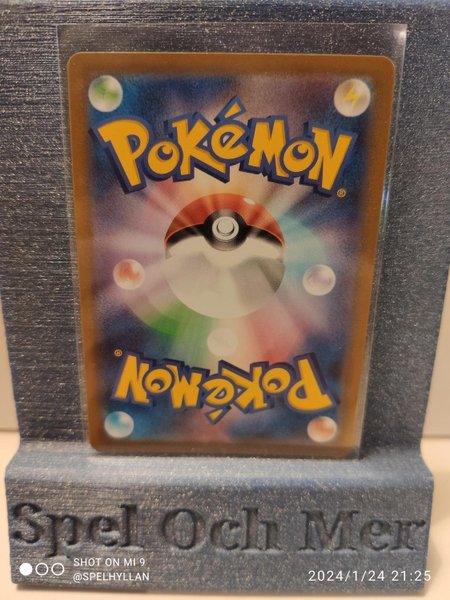 POKéMON®
POKéMON®
Spel Och Mer
SHOT ON MI 9
@SPELHYLLAN
2024/1/24 21:25